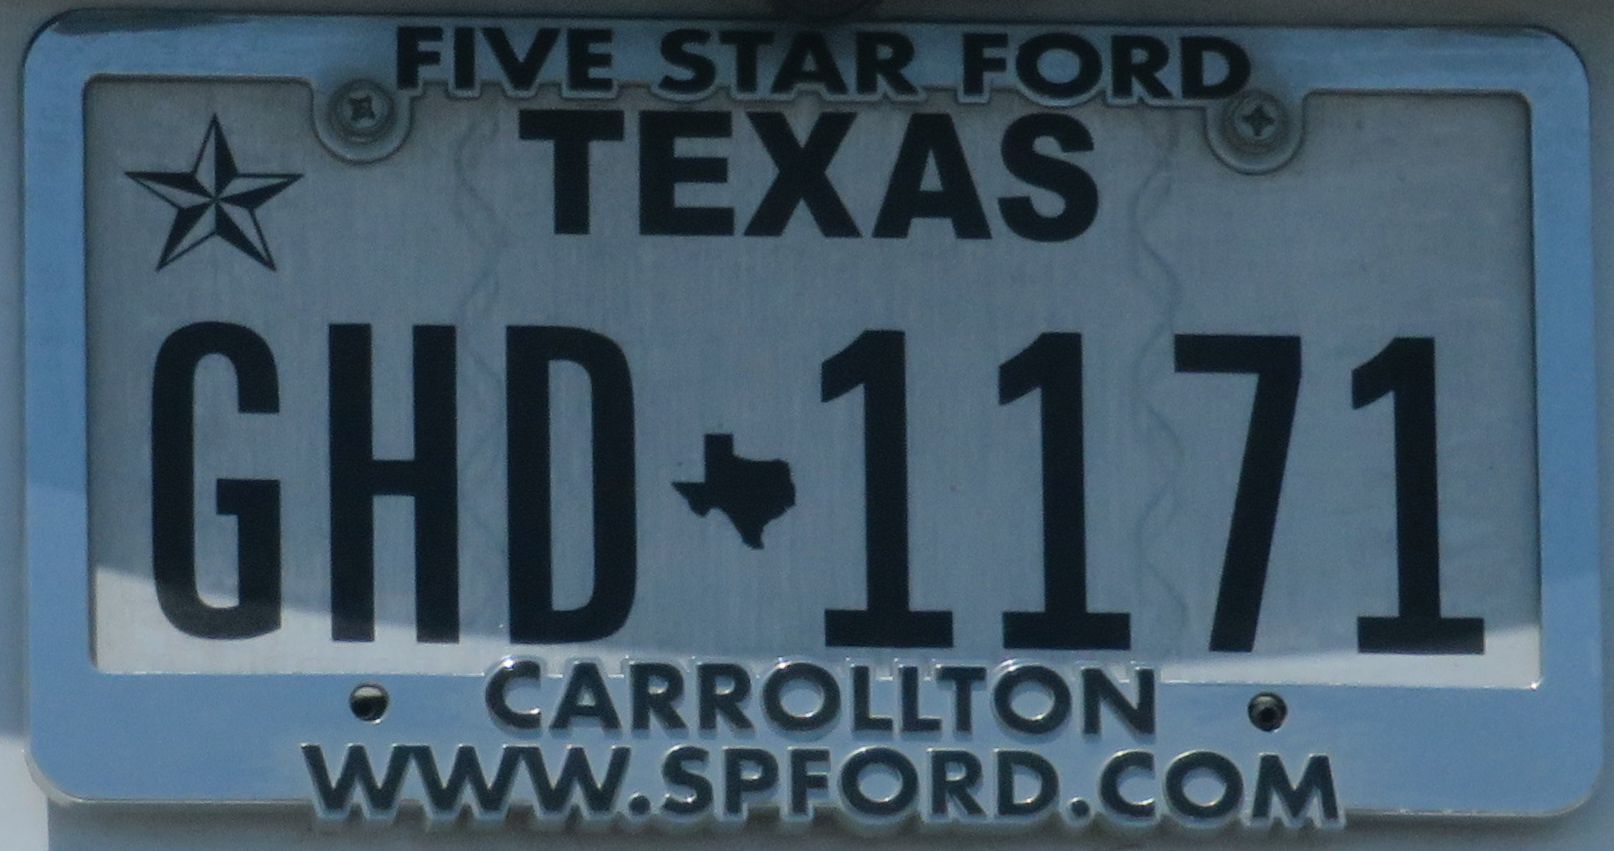 FIVE STAR FORD
TEXAS
GHD 1171
CARROLLTON
WWW.SPFORD.COM